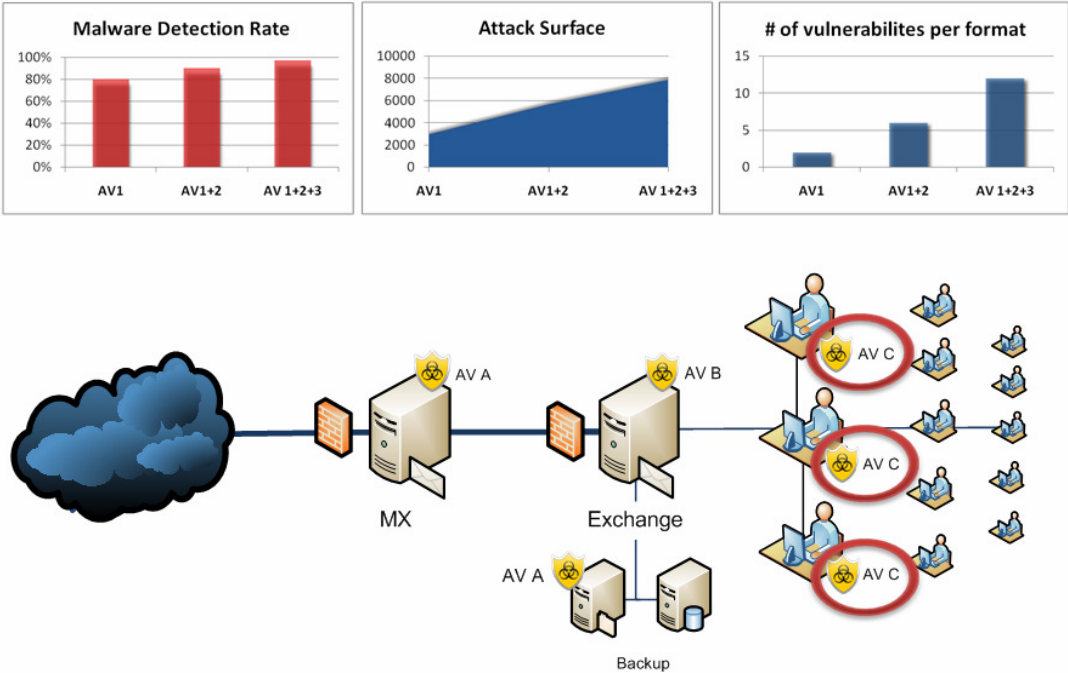 Malware Detection Rate
100%
80%
60%
40%
20%
0%
AV1
AV1+2
AV 1+2+3
Attack Surface
10000
8000
6000
4000
2000
0
AV1
AV1+2
AV 1+2+3
# of vulnerabilites per format
15
10
5
0
AV1
AV1+2
AV 1+2+3
AV A
AV B
AV C
AV C
AV C
MX
Exchange
AV A
Backup